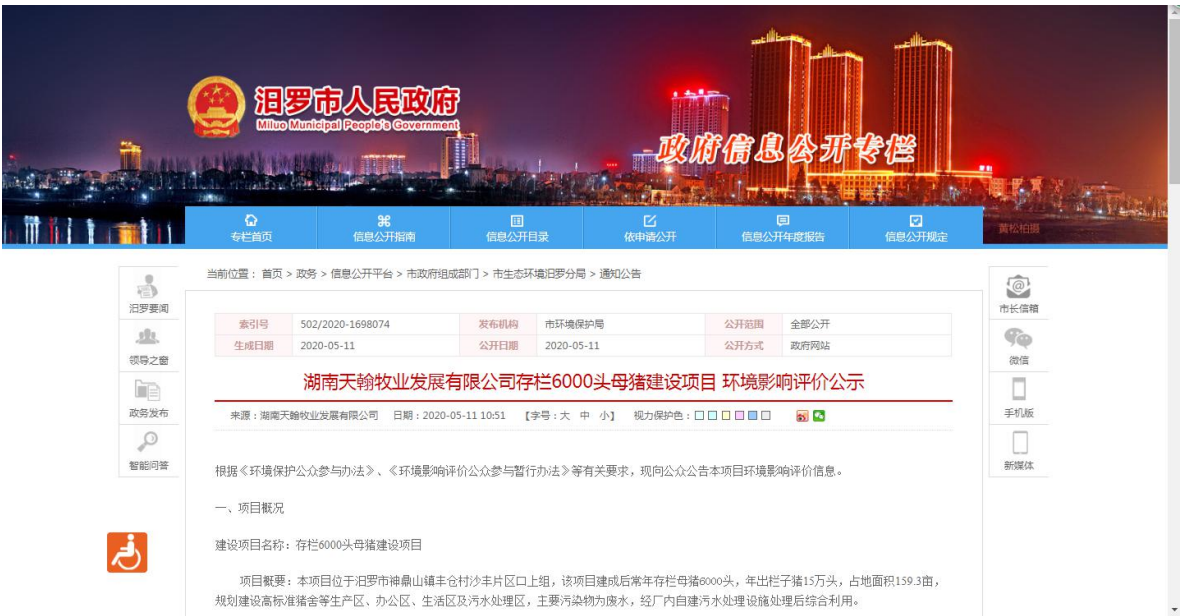 汨罗市人民政府
Miluo Municipal People's Government
政府信息公开专栏
专栏首页 信息公开指南 信息公开目录 依申请公开 信息公开年度报告 信息公开规定
黄松柏摄
当前位置： 首页 > 政务 > 信息公开平台 > 市政府组成部门 > 市生态环境汨罗分局 > 通知公告
汨罗要闻
领导之窗
政务发布
智能问答
市长信箱
微信
手机版
新媒体
索引号 502/2020-1698074 发布机构 市环境保护局 公开范围 全部公开
生成日期 2020-05-11 公开日期 2020-05-11 公开方式 政府网站
湖南天翰牧业发展有限公司存栏6000头母猪建设项目 环境影响评价公示
来源：湖南天翰牧业发展有限公司 日期：2020-05-11 10:51 【字号：大 中 小】 视力保护色：
根据《环境保护公众参与办法》、《环境影响评价公众参与暂行办法》等有关要求，现向公众公告本项目环境影响评价信息。
一、项目概况
建设项目名称：存栏6000头母猪建设项目
项目概要：本项目位于汨罗市神鼎山镇丰仓村沙丰片区口上组，该项目建成后常年存栏母猪6000头，年出栏仔猪15万头，占地面积159.3亩，
规划建设高标准猪舍等生产区、办公区、生活区及污水处理区，主要污染物为废水，经厂内自建污水处理设施处理后综合利用。